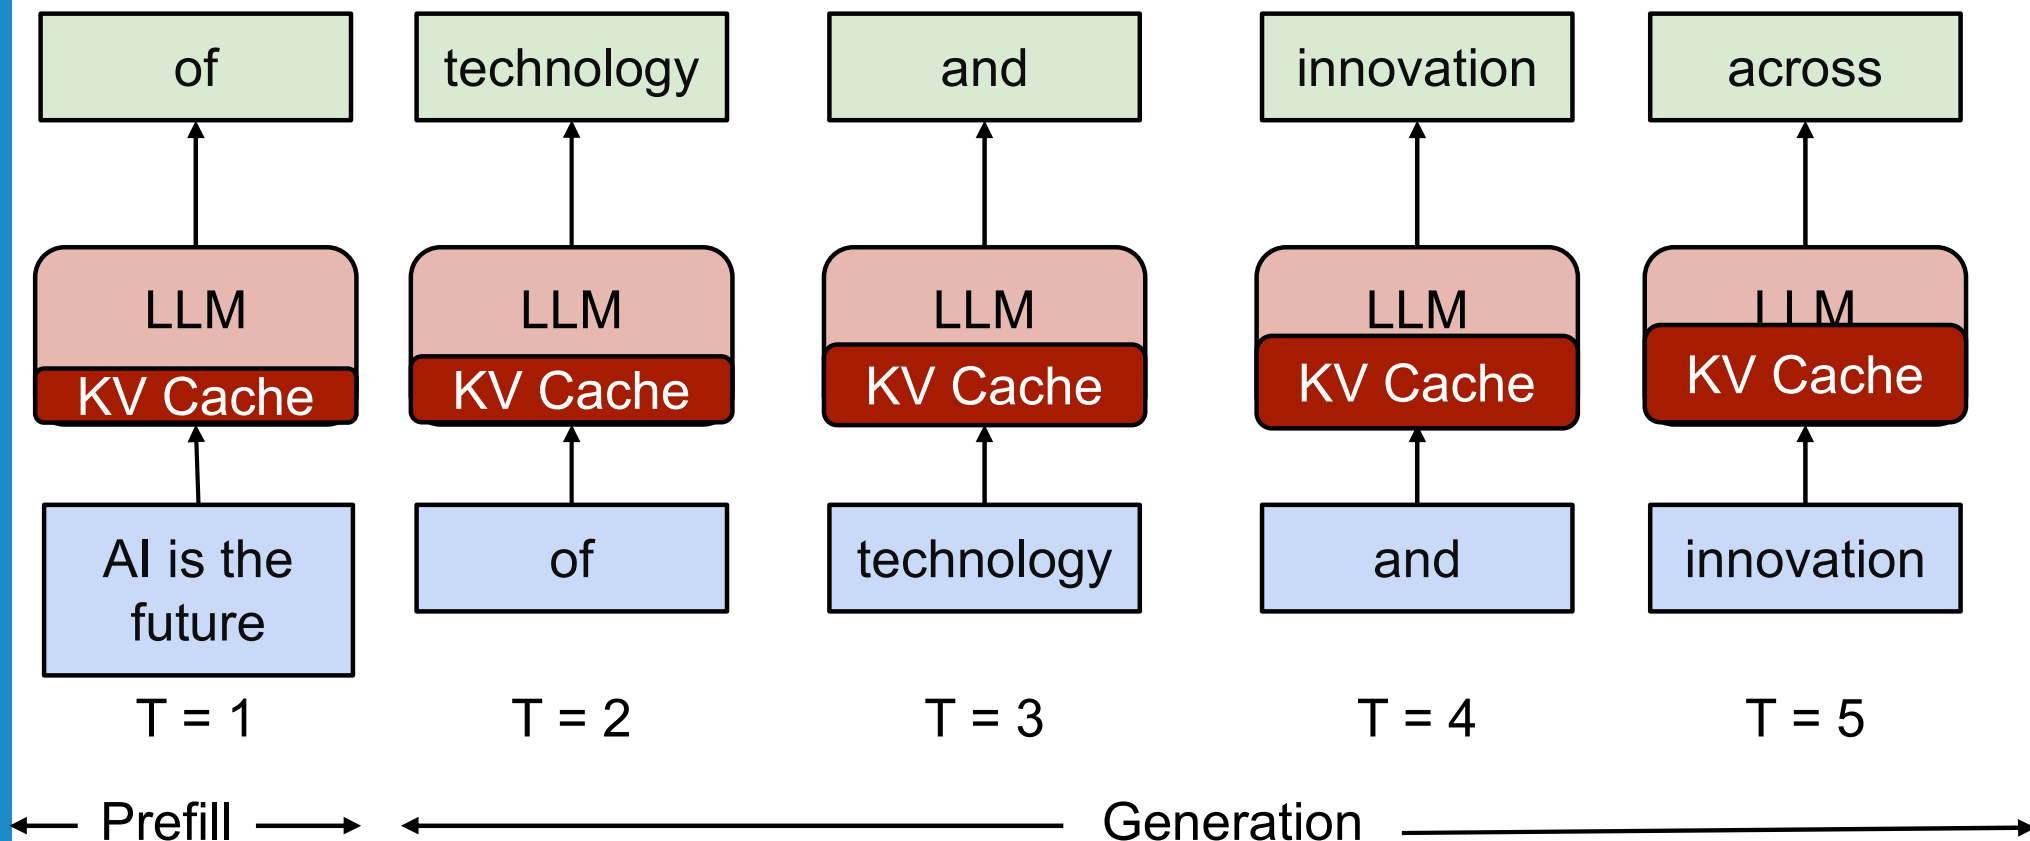 of technology and innovation across
LLM LLM LLM LLM LLM
KV Cache KV Cache KV Cache KV Cache KV Cache
AI is the
future
of technology and innovation
T = 1 T = 2 T = 3 T = 4 T = 5
Prefill Generation